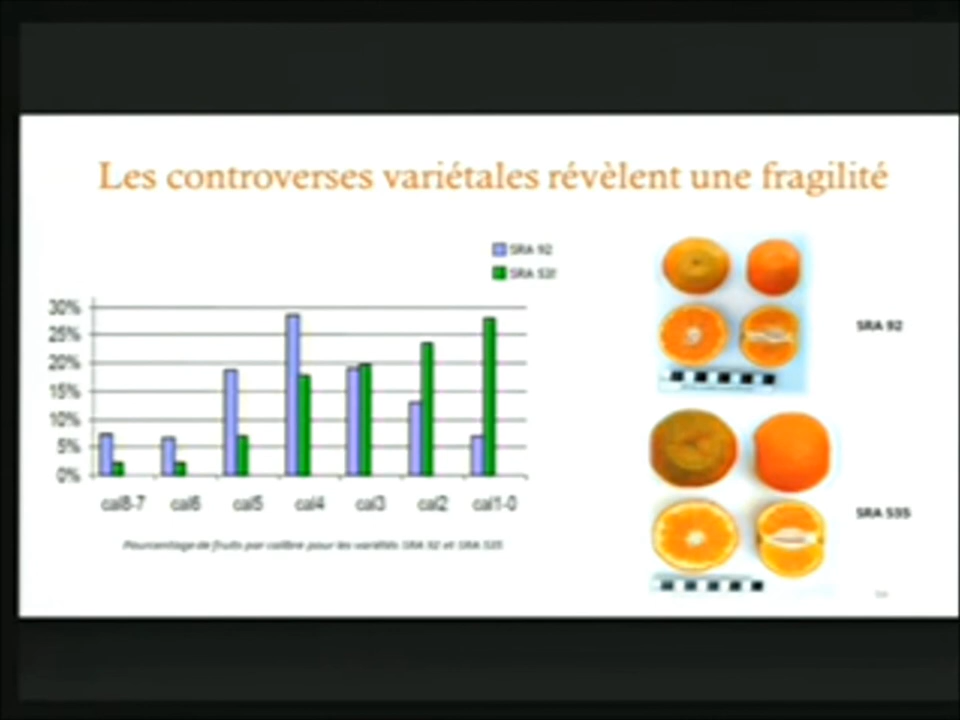 Les controverses variétales révèlent une fragilité
SRA 92
SRA 535
30%
25%
20%
15%
10%
5%
0%
cal8-7 cal6 cal5 cal4 cal3 cal2 cal1-0
Pourcentage de fruits par calibre pour les variétés SRA 92 et SRA 535
SRA 92
SRA 535